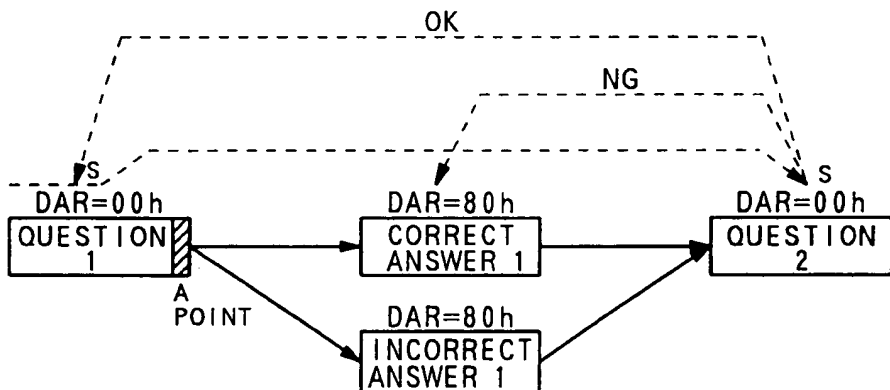 OK
NG
S
S
DAR=00h
DAR=80h
DAR=00h
QUESTION
1
CORRECT
ANSWER 1
QUESTION
2
A
POINT
DAR=80h
INCORRECT
ANSWER 1